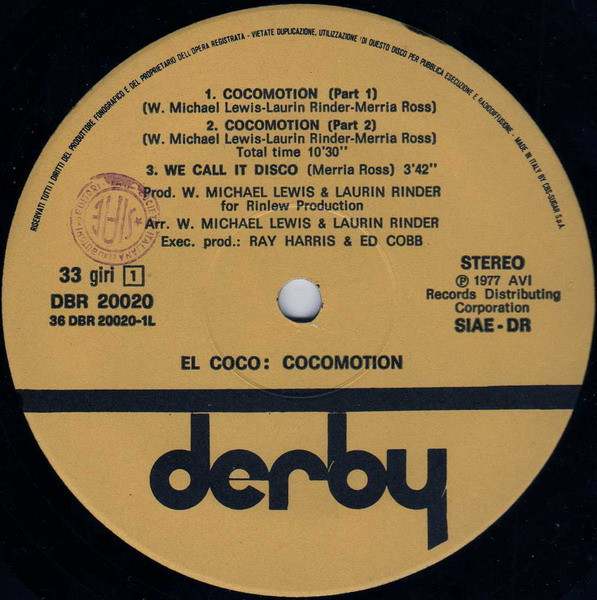 RISERVATI TUTTI I DIRITTI DEL PRODUTTORE FONOGRAFICO E DEL PROPRIETARIO DELL'OPERA REGISTRATA - VIETATE DUPLICAZIONE, UTILIZZAZIONE DI QUESTO DISCO PER PUBBLICA ESECUZIONE E RADIODIFFUSIONE. - MADE IN ITALY BY CBS-SUGAR S.p.A.
1. COCOMOTION (Part 1)
(W. Michael Lewis-Laurin Rinder-Merria Ross)
2. COCOMOTION (Part 2)
(W. Michael Lewis-Laurin Rinder-Merria Ross)
Total time 10'30''
3. WE CALL IT DISCO (Merria Ross) 3'42''
Prod. W. MICHAEL LEWIS & LAURIN RINDER
for Rinlew Production
Arr. W. MICHAEL LEWIS & LAURIN RINDER
Exec. prod.: RAY HARRIS & ED COBB
SIAE
33 giri 1
DBR 20020
36 DBR 20020-1L
STEREO
Ⓟ 1977 AVI
Records Distributing
Corporation
SIAE - DR
EL COCO: COCOMOTION
derby